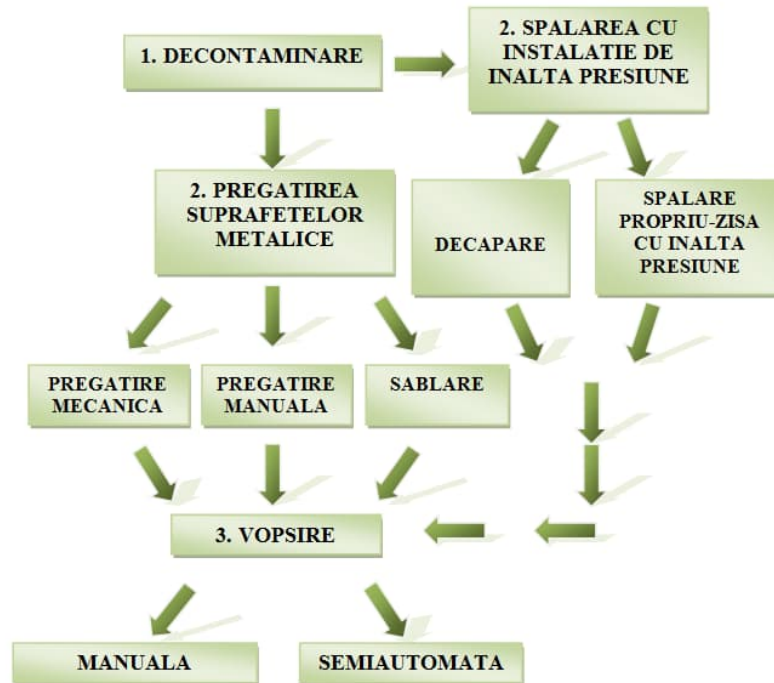 1. DECONTAMINARE
2. SPALAREA CU
INSTALATIE DE
INALTA PRESIUNE
2. PREGATIREA
SUPRAFETELOR
METALICE
DECAPARE
SPALARE
PROPRIU-ZISA
CU INALTA
PRESIUNE
PREGATIRE
MECANICA
PREGATIRE
MANUALA
SABLARE
3. VOPSIRE
MANUALA
SEMIAUTOMATA